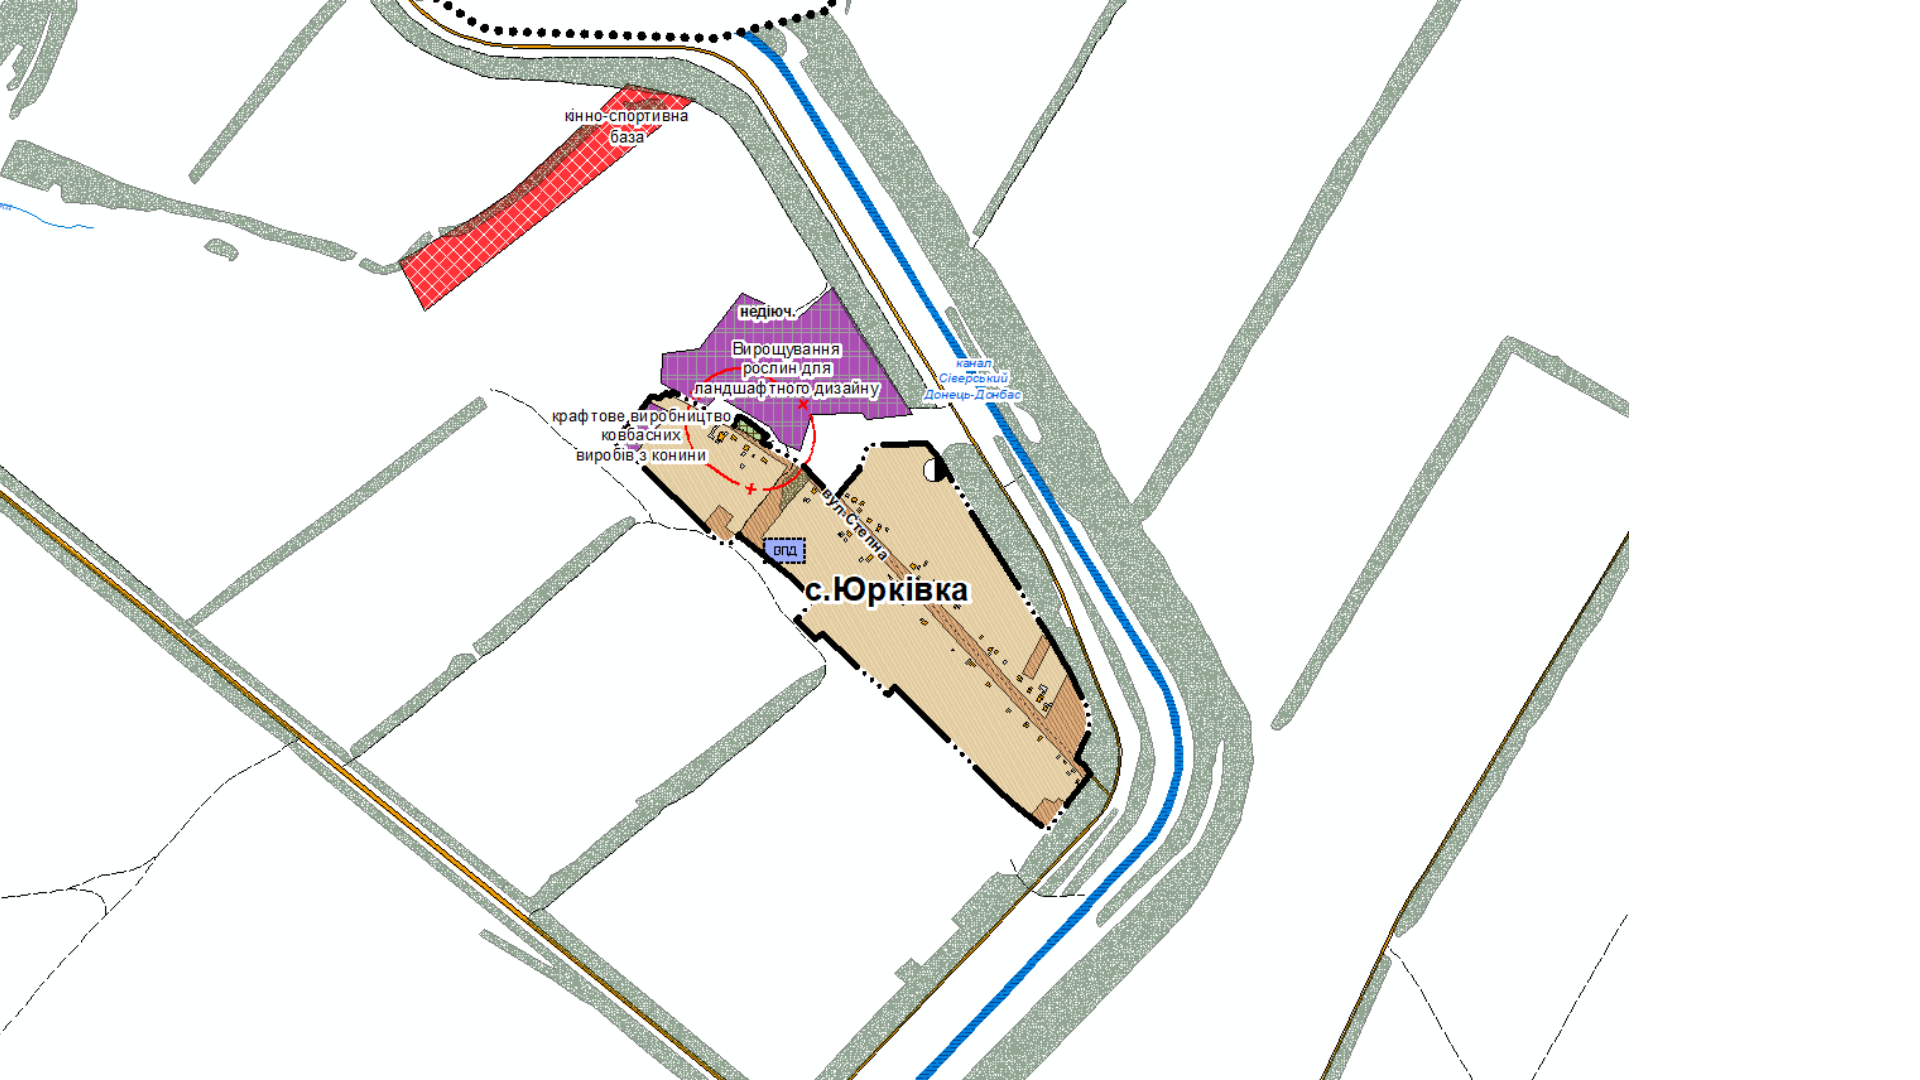 кінно-спортивна
база
недіюч.
Вирощування
рослин для
ландшафтного дизайну
канал
Сіверський
Донець-Донбас
крафтове виробництво
ковбасних
виробів з конини
вул.Степна
ВПД
с.Юрківка